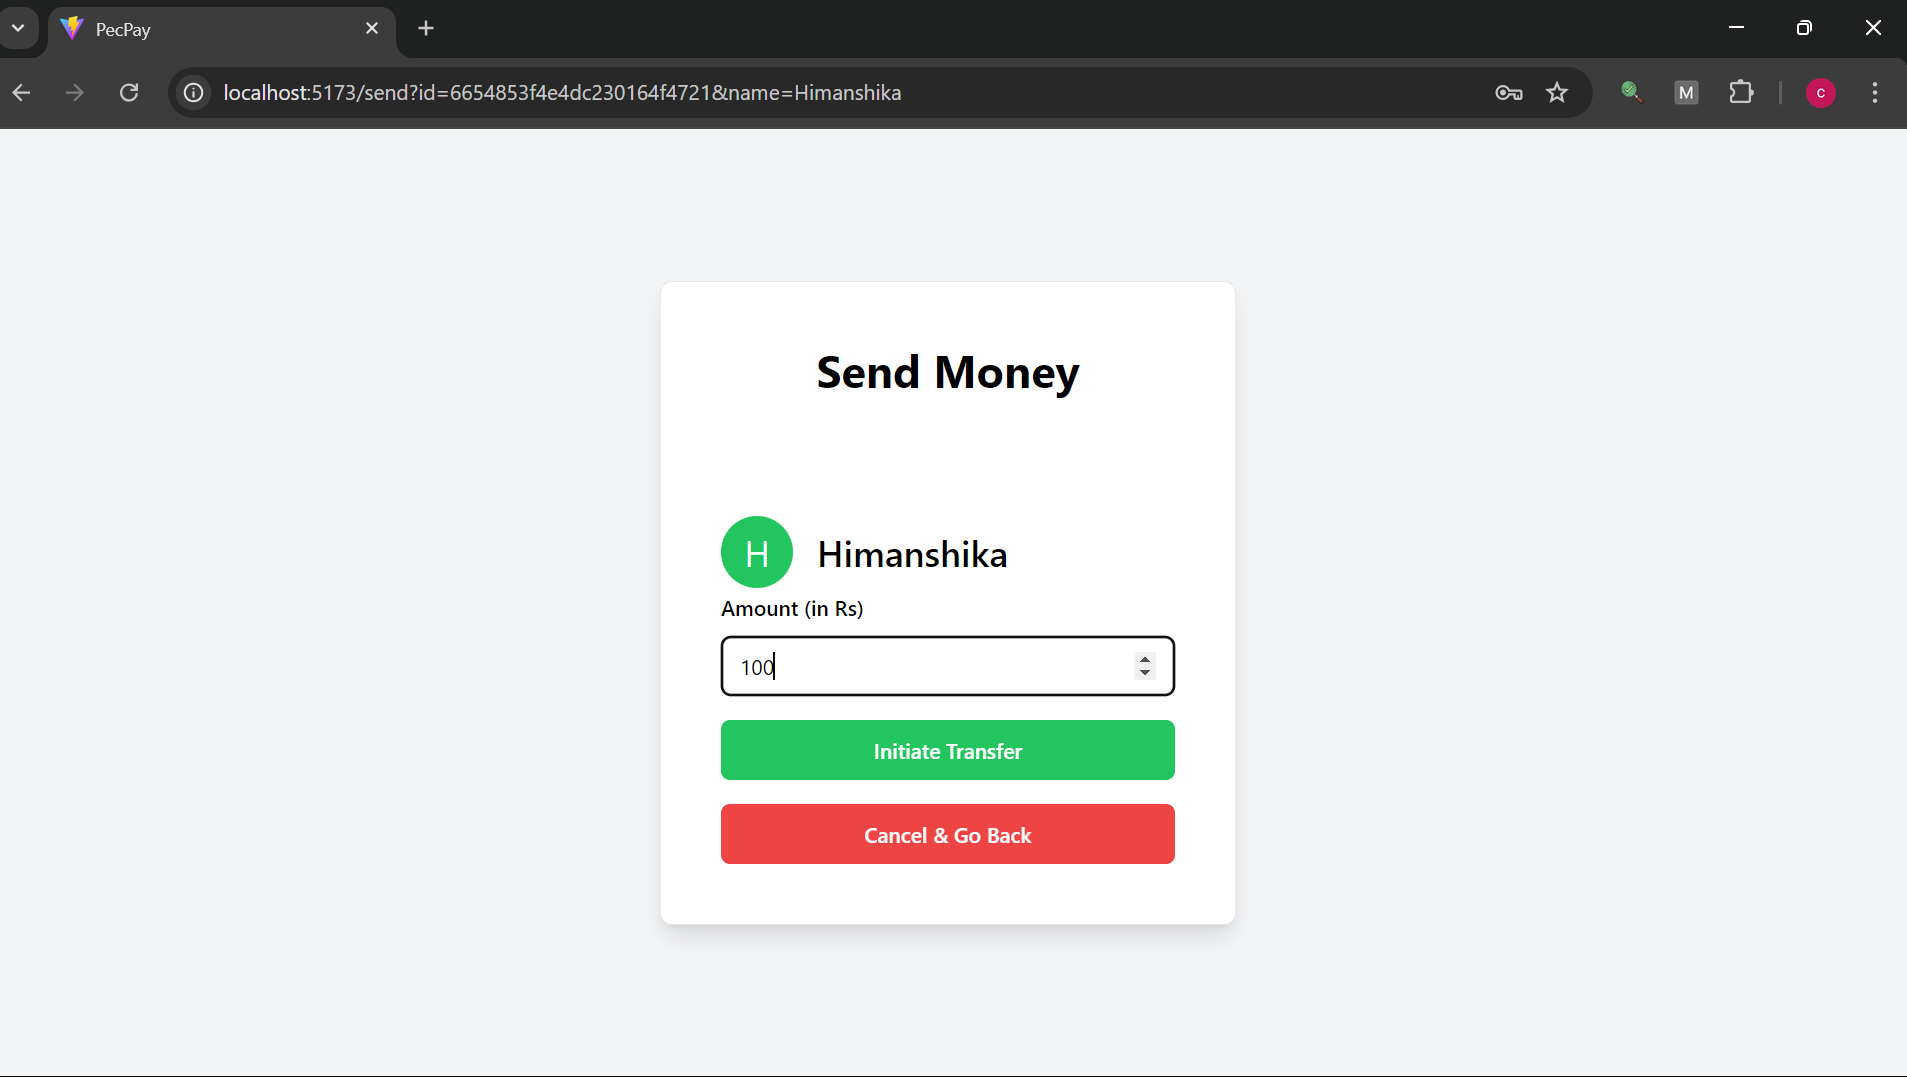 PecPay
localhost:5173/send?id=6654853f4e4dc230164f4721&name=Himanshika
M
c
Send Money
H
Himanshika
Amount (in Rs)
100
Initiate Transfer
Cancel & Go Back